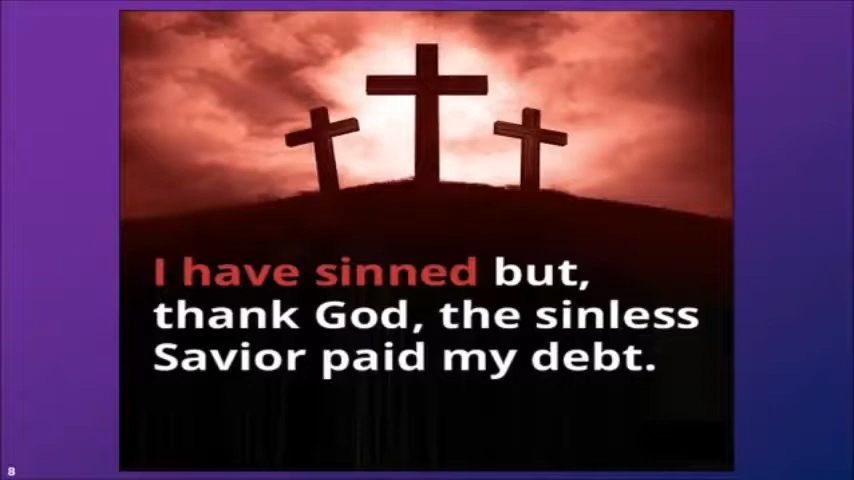 I have sinned but,
thank God, the sinless
Savior paid my debt.
8